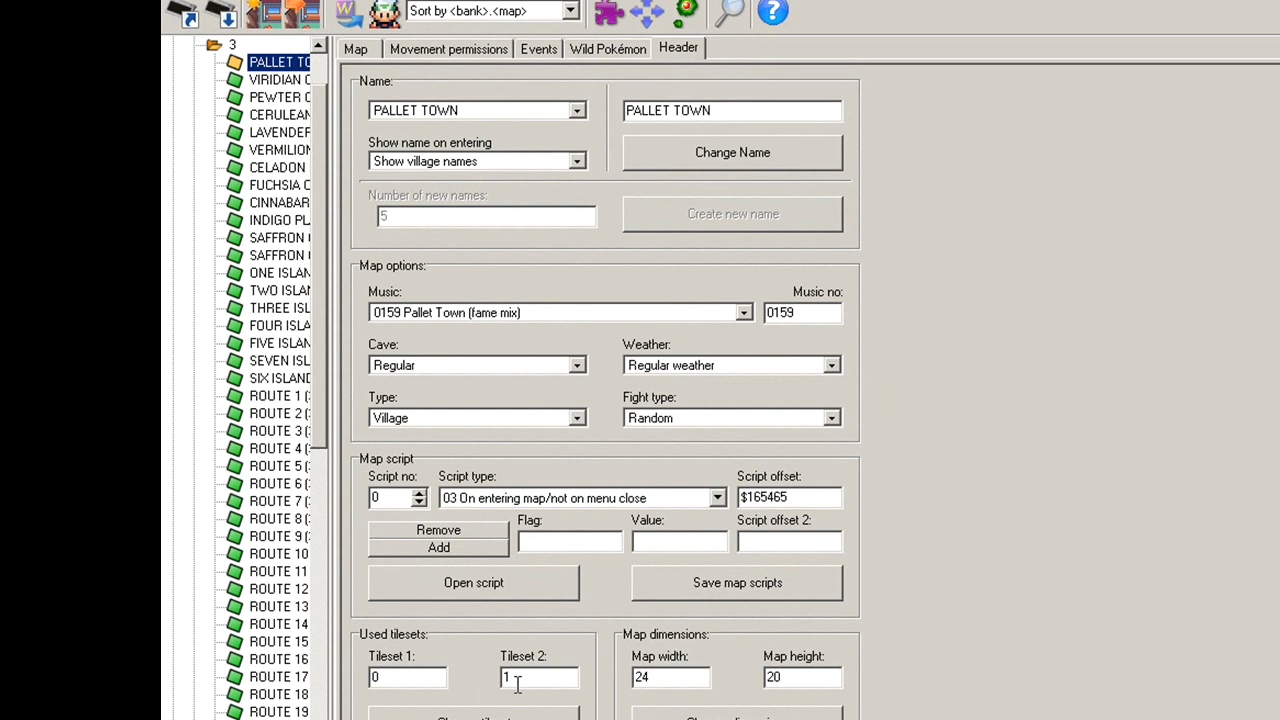 Sort by <bank>.<map>
3
PALLET TO
VIRIDIAN C
PEWTER C
CERULEAN
LAVENDER
VERMILION
CELADON
FUCHSIA C
CINNABAR
INDIGO PL
SAFFRON
SAFFRON
ONE ISLAN
TWO ISLA
THREE ISL
FOUR ISLA
FIVE ISLAN
SEVEN ISL
SIX ISLAND
ROUTE 1 (
ROUTE 2 (
ROUTE 3 (
ROUTE 4 (
ROUTE 5 (
ROUTE 6 (
ROUTE 7 (
ROUTE 8 (
ROUTE 9 (
ROUTE 10
ROUTE 11
ROUTE 12
ROUTE 13
ROUTE 14
ROUTE 15
ROUTE 16
ROUTE 17
ROUTE 18
ROUTE 19
Map Movement permissions Events Wild Pokémon Header
Name:
PALLET TOWN PALLET TOWN
Show name on entering
Show village names Change Name
Number of new names:
5 Create new name
Map options:
Music: Music no:
0159 Pallet Town (fame mix) 0159
Cave: Weather:
Regular Regular weather
Type: Fight type:
Village Random
Map script
Script no: Script type: Script offset:
0 03 On entering map/not on menu close $165465
Remove Flag: Value: Script offset 2:
Add
Open script Save map scripts
Used tilesets: Map dimensions:
Tileset 1: Tileset 2: Map width: Map height:
0 1 24 20